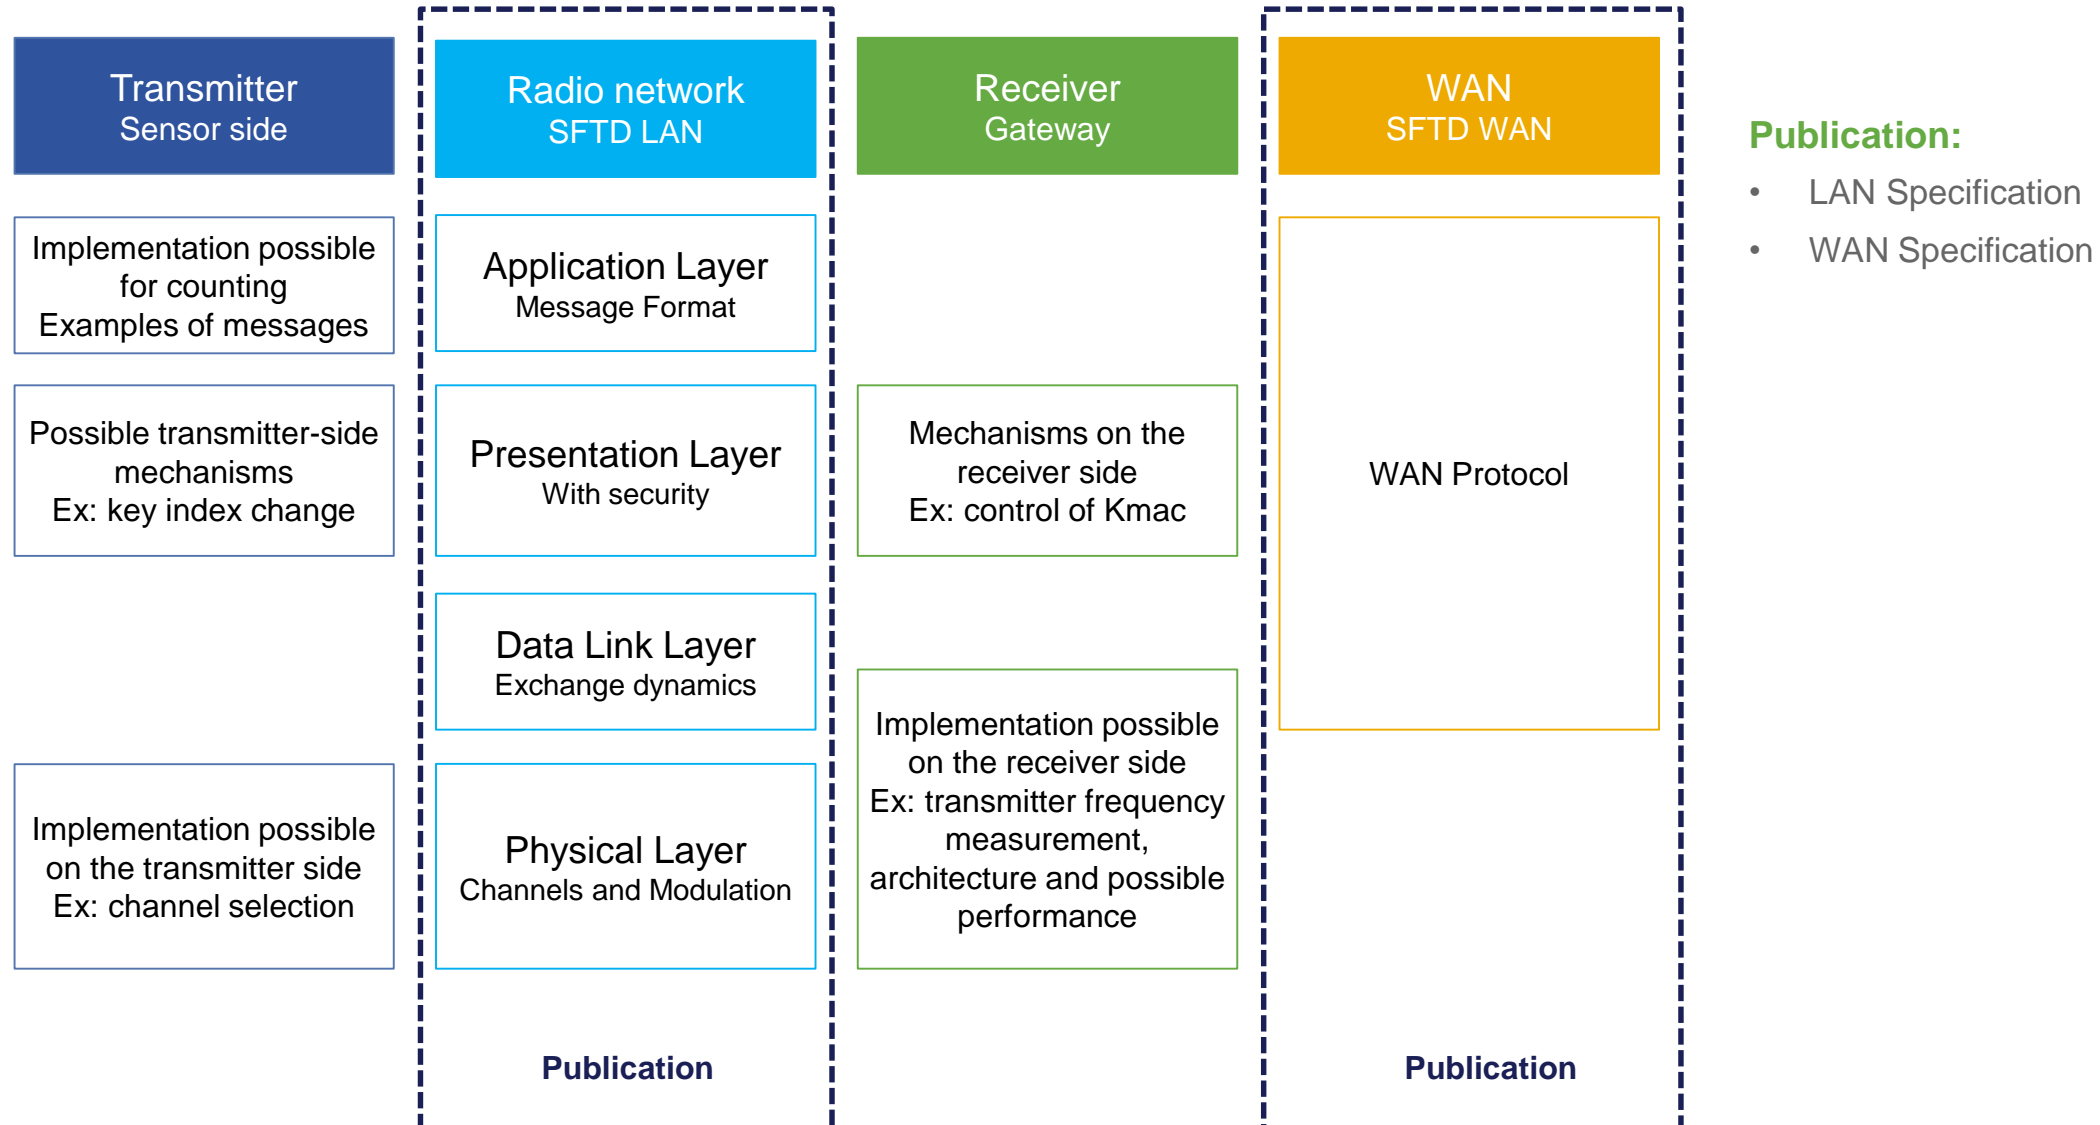 Transmitter
Sensor side
Radio network
SFTD LAN
Receiver
Gateway
WAN
SFTD WAN
Publication:
• LAN Specification
• WAN Specification
Implementation possible
for counting
Examples of messages
Application Layer
Message Format
Possible transmitter-side
mechanisms
Ex: key index change
Presentation Layer
With security
Mechanisms on the
receiver side
Ex: control of Kmac
WAN Protocol
Data Link Layer
Exchange dynamics
Implementation possible
on the receiver side
Ex: transmitter frequency
measurement,
architecture and possible
performance
Implementation possible
on the transmitter side
Ex: channel selection
Physical Layer
Channels and Modulation
Publication
Publication